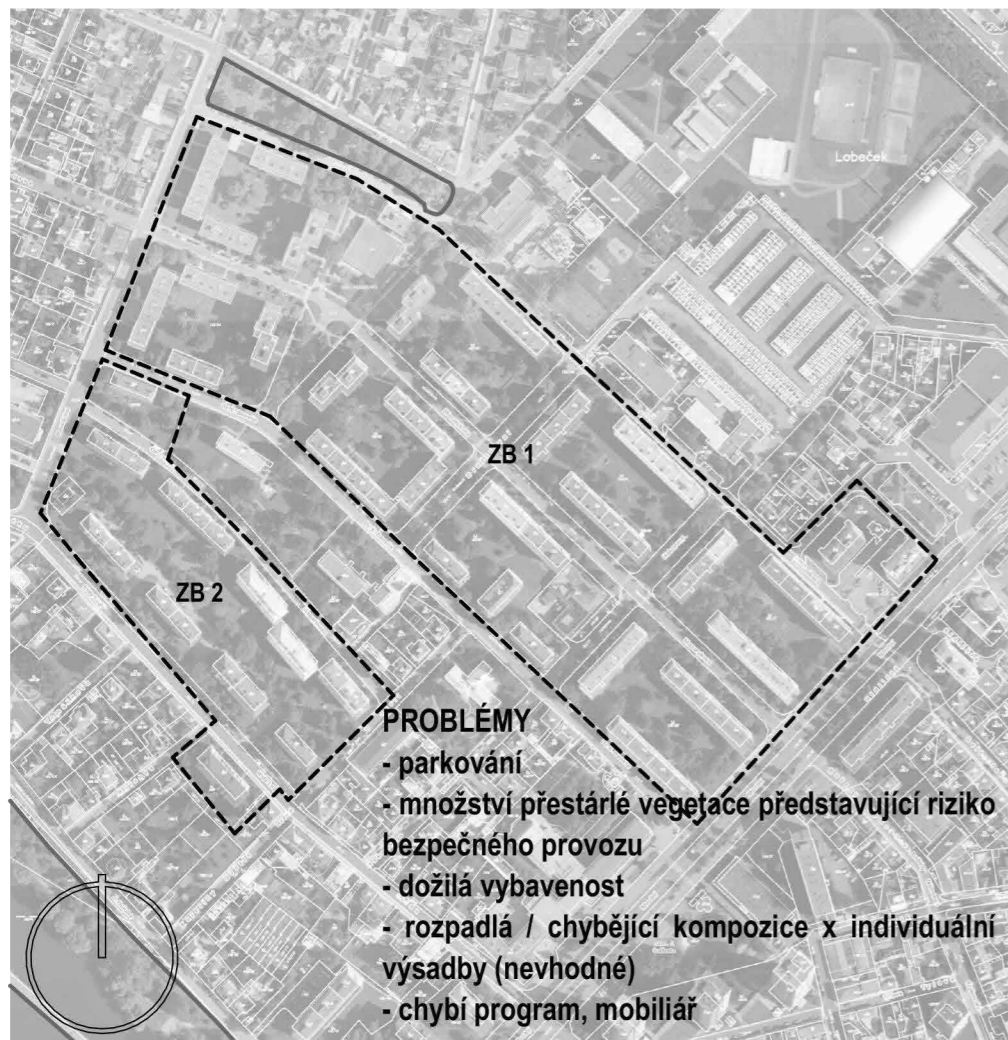 Lobeček
ZB 1
ZB 2
PROBLÉMY
- parkování
- množství přestárlé vegetace představující riziko
bezpečného provozu
- dožilá vybavenost
- rozpadlá / chybějící kompozice x individuální
výsadby (nevhodné)
- chybí program, mobiliář